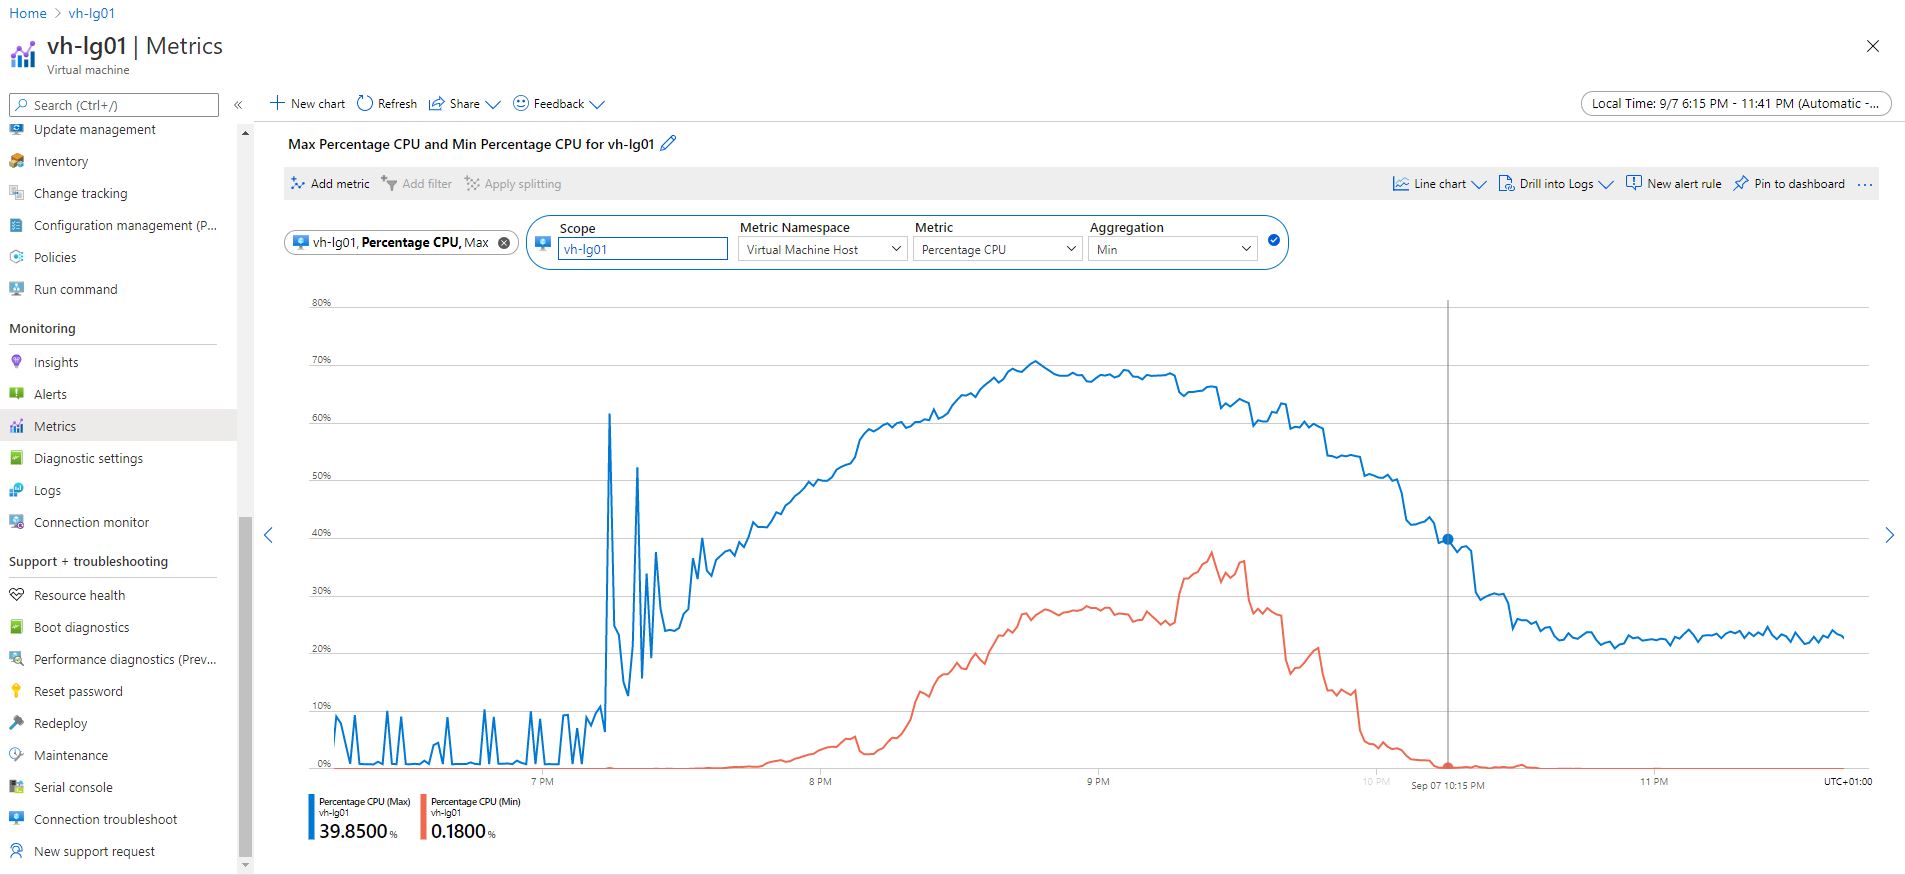 Home > vh-lg01
vh-lg01 | Metrics
Virtual machine
Search (Ctrl+/)
«
New chart
Refresh
Share
Feedback
Local Time: 9/7 6:15 PM - 11:41 PM (Automatic -...
Update management
Inventory
Change tracking
Configuration management (P...
Policies
Run command
Monitoring
Insights
Alerts
Metrics
Diagnostic settings
Logs
Connection monitor
Support + troubleshooting
Resource health
Boot diagnostics
Performance diagnostics (Prev...
Reset password
Redeploy
Maintenance
Serial console
Connection troubleshoot
New support request
Max Percentage CPU and Min Percentage CPU for vh-lg01
Add metric
Add filter
Apply splitting
Line chart
Drill into Logs
New alert rule
Pin to dashboard
...
vh-lg01, Percentage CPU, Max
Scope
vh-lg01
Metric Namespace
Virtual Machine Host
Metric
Percentage CPU
Aggregation
Min
80%
70%
60%
50%
40%
30%
20%
10%
0%
7 PM
8 PM
9 PM
10 PM
Sep 07 10:15 PM
11 PM
UTC+01:00
Percentage CPU (Max)
vh-lg01
39.8500 %
Percentage CPU (Min)
vh-lg01
0.1800 %